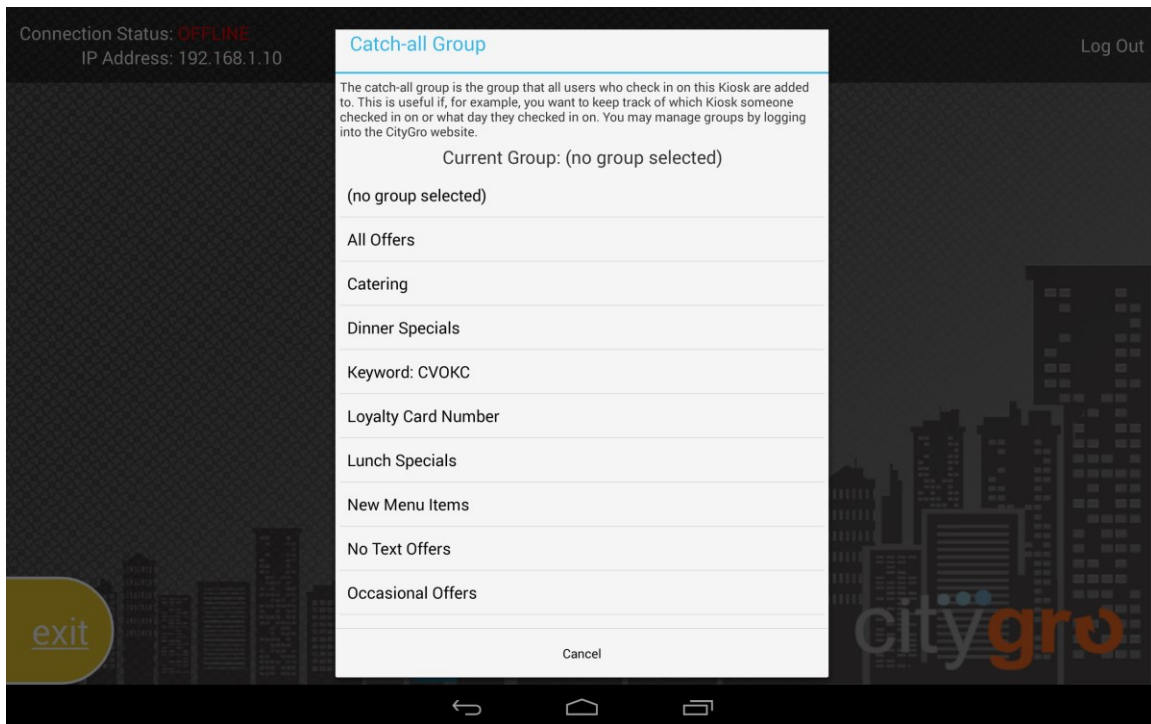 Connection Status: OFFLINE
IP Address: 192.168.1.10
Log Out
Catch-all Group
The catch-all group is the group that all users who check in on this Kiosk are added
to. This is useful if, for example, you want to keep track of which Kiosk someone
checked in on or what day they checked in on. You may manage groups by logging
into the CityGro website.
Current Group: (no group selected)
(no group selected)
All Offers
Catering
Dinner Specials
Keyword: CVOKC
Loyalty Card Number
Lunch Specials
New Menu Items
No Text Offers
Occasional Offers
Cancel
exit
citygro